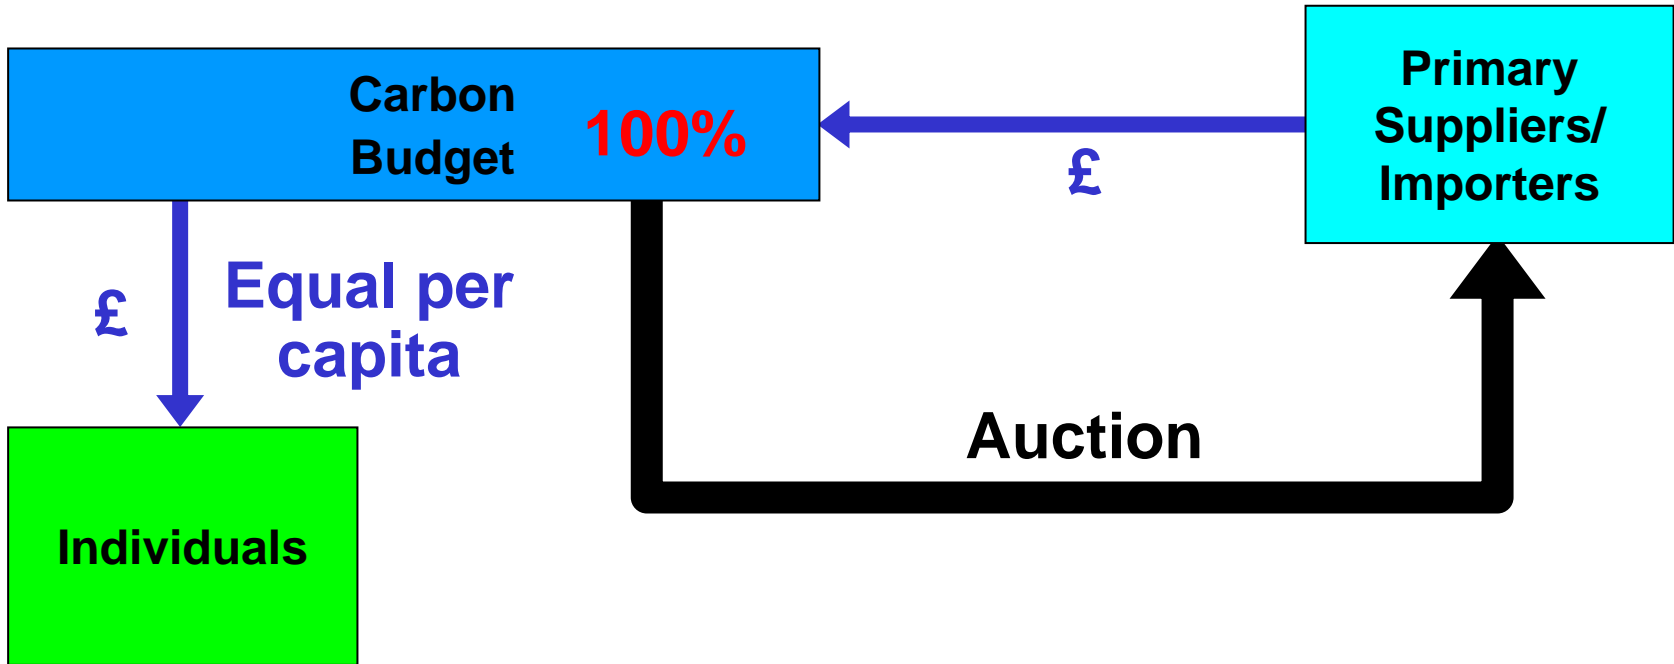 Carbon
Budget
100%
Primary
Suppliers/
Importers
£
£
Equal per
capita
Auction
Individuals